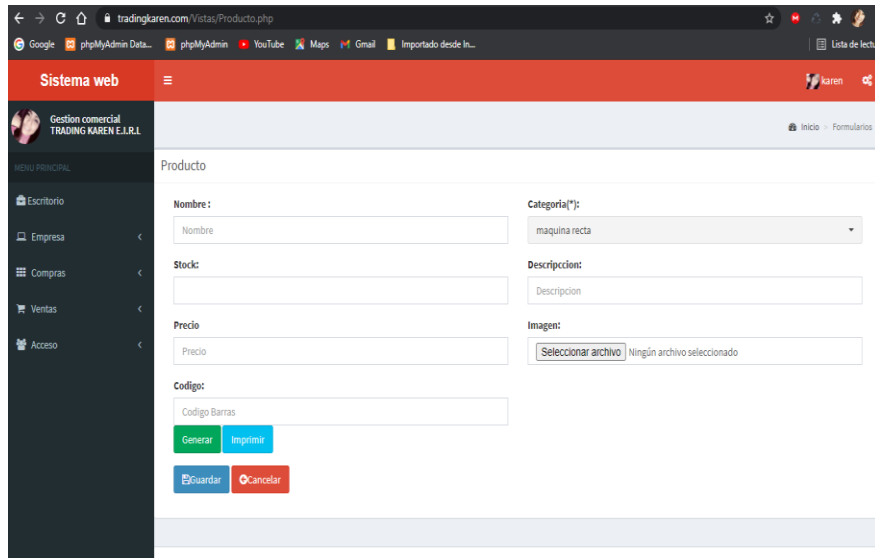 tradingkaren.com/Vistas/Producto.php
Google phpMyAdmin Data... phpMyAdmin YouTube Maps Gmail Importado desde In... Lista de lectu
Sistema web karen
Gestion comercial
TRADING KAREN E.I.R.L
Inicio > Formularios
MENU PRINCIPAL
Producto
Escritorio
Empresa
Compras
Ventas
Acceso
Nombre :
Nombre
Categoria(*):
maquina recta
Stock:
Descripccion:
Descripcion
Precio
Precio
Imagen:
Seleccionar archivo Ningún archivo seleccionado
Codigo:
Codigo Barras
Generar Imprimir
Guardar Cancelar